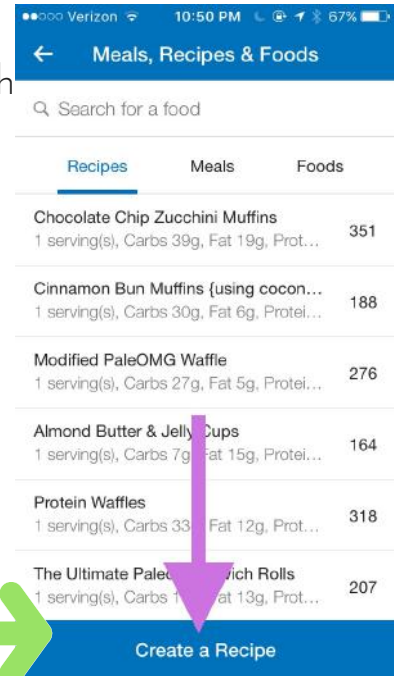 Verizon 10:50 PM 67%
Meals, Recipes & Foods
h
Search for a food
Recipes Meals Foods
Chocolate Chip Zucchini Muffins
1 serving(s), Carbs 39g, Fat 19g, Prot... 351
Cinnamon Bun Muffins {using cocon... 188
1 serving(s), Carbs 30g, Fat 6g, Protei...
Modified PaleOMG Waffle
1 serving(s), Carbs 27g, Fat 5g, Protei... 276
Almond Butter & Jelly Cups
1 serving(s), Carbs 7g, Fat 15g, Protei... 164
Protein Waffles
1 serving(s), Carbs 33g, Fat 12g, Prot... 318
The Ultimate Paleo Rolls
1 serving(s), Carbs Fat 13g, Prot... 207
Create a Recipe